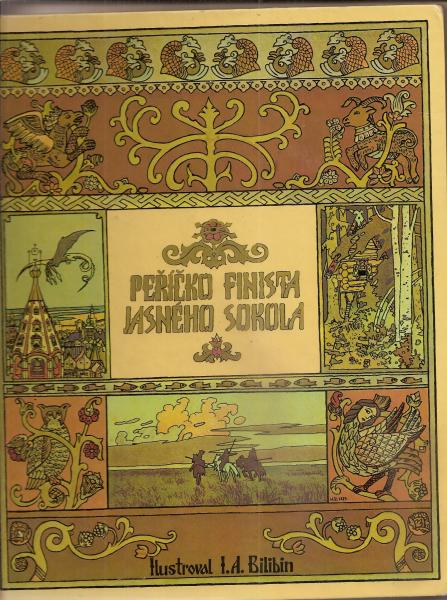 PEŘÍČKO FINISTA
JASNÉHO SOKOLA
Ilustroval I. A. Bilibin